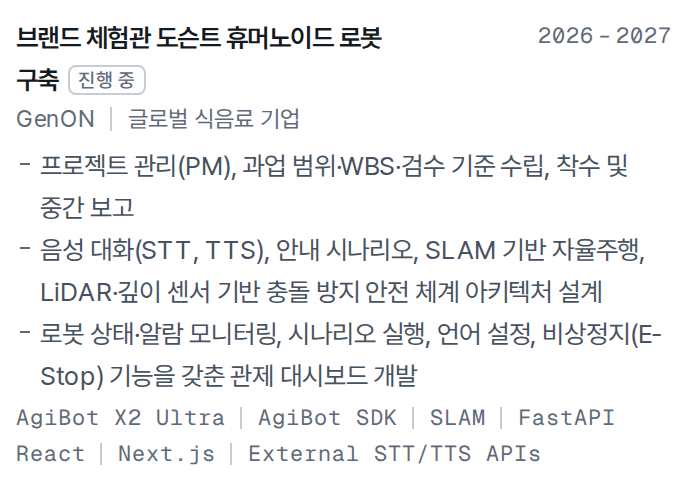 브랜드 체험관 도슨트 휴머노이드 로봇 2026 – 2027
구축 진행 중
GenON | 글로벌 식음료 기업
- 프로젝트 관리(PM), 과업 범위·WBS·검수 기준 수립, 착수 및
중간 보고
- 음성 대화(STT, TTS), 안내 시나리오, SLAM 기반 자율주행,
LiDAR·깊이 센서 기반 충돌 방지 안전 체계 아키텍처 설계
- 로봇 상태·알람 모니터링, 시나리오 실행, 언어 설정, 비상정지(E-
Stop) 기능을 갖춘 관제 대시보드 개발
AgiBot X2 Ultra | AgiBot SDK | SLAM | FastAPI
React | Next.js | External STT/TTS APIs